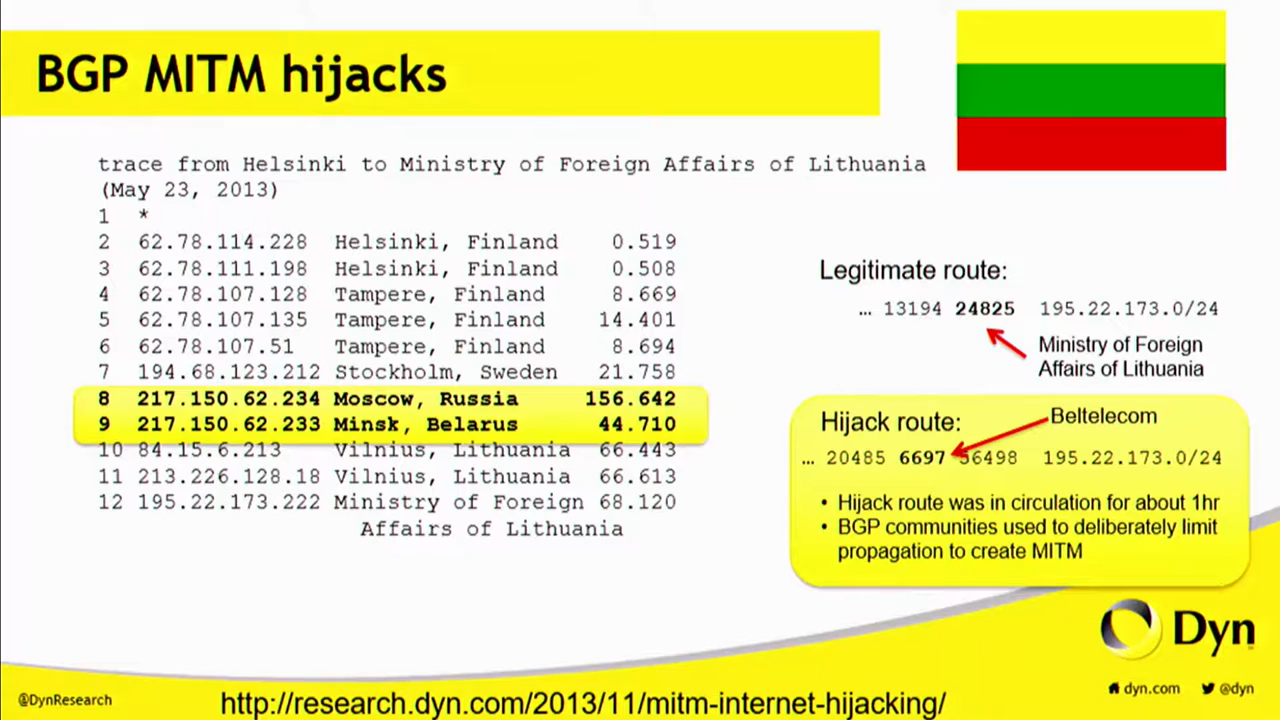 BGP MITM hijacks
trace from Helsinki to Ministry of Foreign Affairs of Lithuania
(May 23, 2013)
1 *
2 62.78.114.228 Helsinki, Finland 0.519
3 62.78.111.198 Helsinki, Finland 0.508
4 62.78.107.128 Tampere, Finland 8.669
5 62.78.107.135 Tampere, Finland 14.401
6 62.78.107.51 Tampere, Finland 8.694
7 194.68.123.212 Stockholm, Sweden 21.758
8 217.150.62.234 Moscow, Russia 156.642
9 217.150.62.233 Minsk, Belarus 44.710
10 84.15.6.213 Vilnius, Lithuania 66.443
11 213.226.128.18 Vilnius, Lithuania 66.613
12 195.22.173.222 Ministry of Foreign 68.120
Affairs of Lithuania
Legitimate route:
… 13194 24825 195.22.173.0/24
Ministry of Foreign
Affairs of Lithuania
Hijack route:
Beltelecom
… 20485 6697 56498 195.22.173.0/24
• Hijack route was in circulation for about 1hr
• BGP communities used to deliberately limit
propagation to create MITM
Dyn
@DynResearch
http://research.dyn.com/2013/11/mitm-internet-hijacking/
dyn.com @dyn